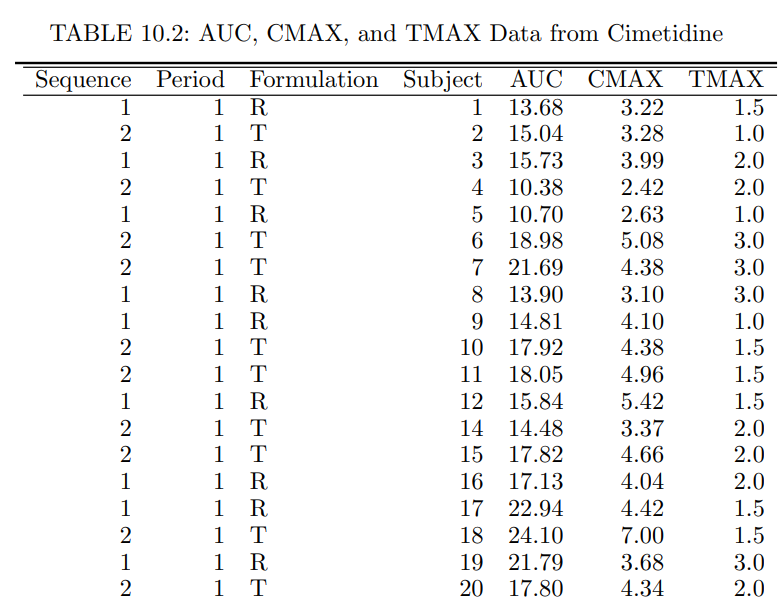 TABLE 10.2: AUC, CMAX, and TMAX Data from Cimetidine
Sequence Period Formulation Subject AUC CMAX TMAX
1 1 R 1 13.68 3.22 1.5
2 1 T 2 15.04 3.28 1.0
1 1 R 3 15.73 3.99 2.0
2 1 T 4 10.38 2.42 2.0
1 1 R 5 10.70 2.63 1.0
2 1 T 6 18.98 5.08 3.0
2 1 T 7 21.69 4.38 3.0
1 1 R 8 13.90 3.10 3.0
1 1 R 9 14.81 4.10 1.0
2 1 T 10 17.92 4.38 1.5
2 1 T 11 18.05 4.96 1.5
1 1 R 12 15.84 5.42 1.5
2 1 T 14 14.48 3.37 2.0
2 1 T 15 17.82 4.66 2.0
1 1 R 16 17.13 4.04 2.0
1 1 R 17 22.94 4.42 1.5
2 1 T 18 24.10 7.00 1.5
1 1 R 19 21.79 3.68 3.0
2 1 T 20 17.80 4.34 2.0